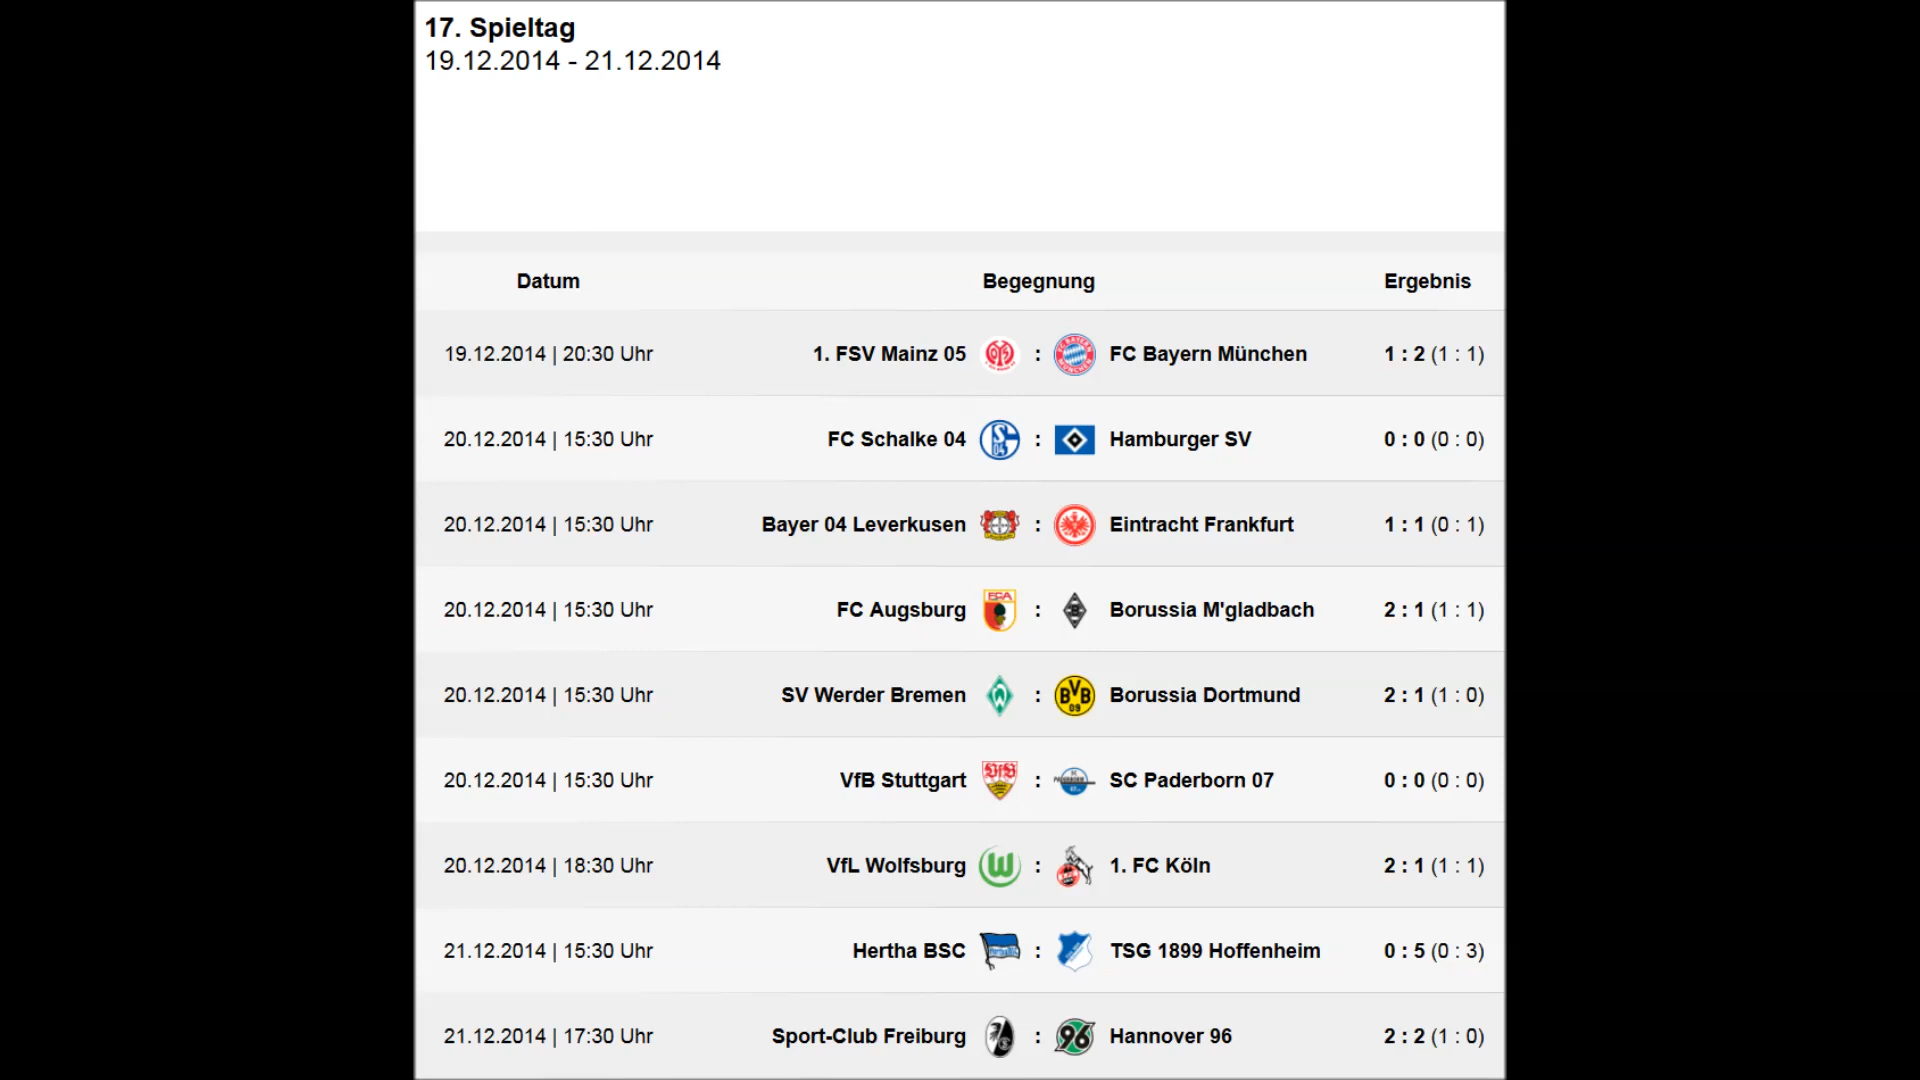 17. Spieltag
19.12.2014 - 21.12.2014
Datum Begegnung Ergebnis
19.12.2014 | 20:30 Uhr 1. FSV Mainz 05 : FC Bayern München 1 : 2 (1 : 1)
20.12.2014 | 15:30 Uhr FC Schalke 04 : Hamburger SV 0 : 0 (0 : 0)
20.12.2014 | 15:30 Uhr Bayer 04 Leverkusen : Eintracht Frankfurt 1 : 1 (0 : 1)
20.12.2014 | 15:30 Uhr FC Augsburg FCA : Borussia M'gladbach 2 : 1 (1 : 1)
20.12.2014 | 15:30 Uhr SV Werder Bremen W : BVB 09 Borussia Dortmund 2 : 1 (1 : 0)
20.12.2014 | 15:30 Uhr VfB Stuttgart VfB : SC Paderborn 07 0 : 0 (0 : 0)
20.12.2014 | 18:30 Uhr VfL Wolfsburg W : 1. FC Köln 2 : 1 (1 : 1)
21.12.2014 | 15:30 Uhr Hertha BSC : TSG 1899 Hoffenheim 0 : 5 (0 : 3)
21.12.2014 | 17:30 Uhr Sport-Club Freiburg : 96 Hannover 96 2 : 2 (1 : 0)